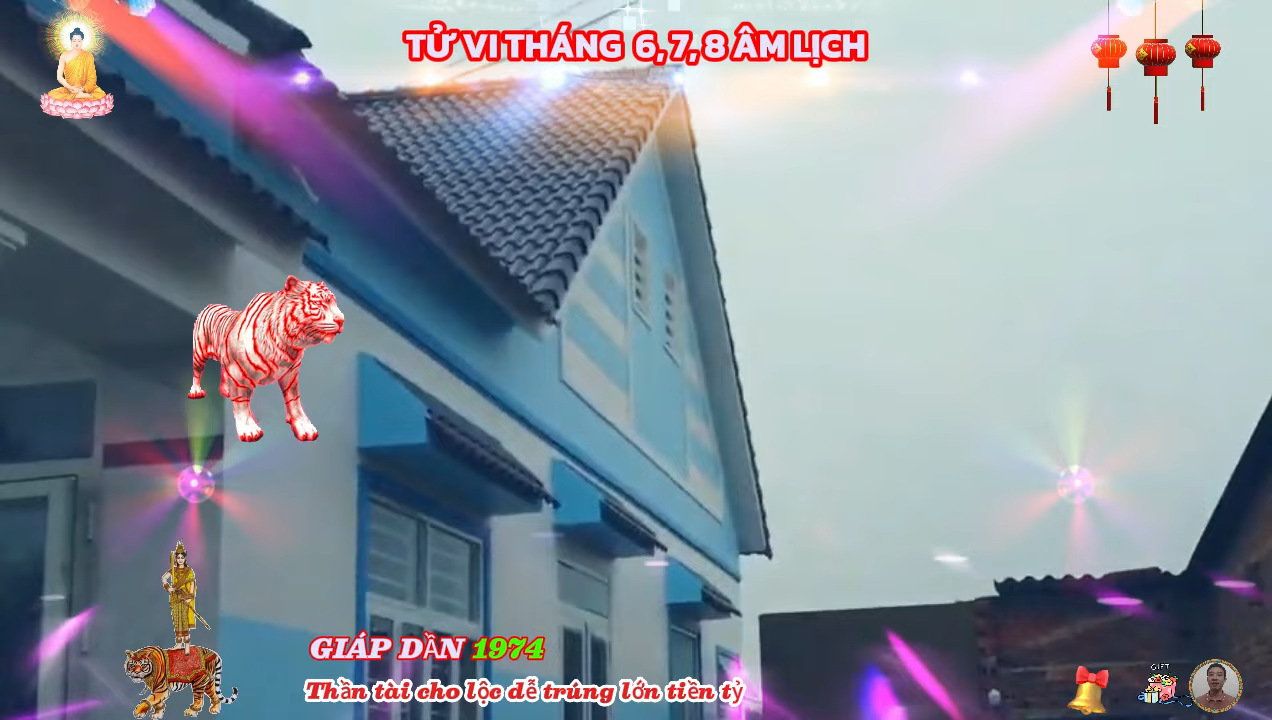 TỬ VI THÁNG 6, 7, 8 ÂM LỊCH
GIÁP DẦN 1974
Thần tài cho lộc dễ trúng lớn tiền tỷ
GIFT